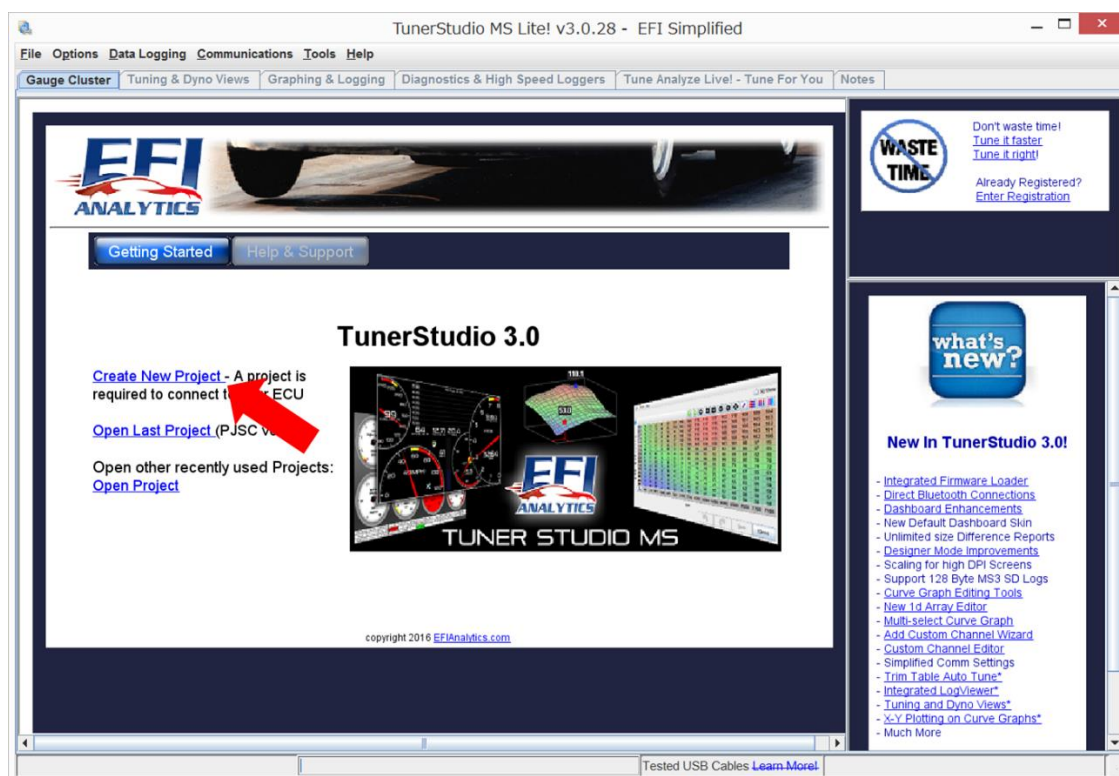 TunerStudio MS Lite! v3.0.28 - EFI Simplified
File Options Data Logging Communications Tools Help
Gauge Cluster Tuning & Dyno Views Graphing & Logging Diagnostics & High Speed Loggers Tune Analyze Live! - Tune For You Notes
EFI
ANALYTICS
Getting Started Help & Support
TunerStudio 3.0
Create New Project - A project is
required to connect ECU
Open Last Project (PJSC
Open other recently used Projects:
Open Project
EFI
ANALYTICS
TUNER STUDIO MS
copyright 2016 EFIAnalytics.com
WASTE
TIME
Don't waste time!
Tune it faster
Tune it right!
Already Registered?
Enter Registration
what's
new?
New In TunerStudio 3.0!
- Integrated Firmware Loader
- Direct Bluetooth Connections
- Dashboard Enhancements
- New Default Dashboard Skin
- Unlimited size Difference Reports
- Designer Mode Improvements
- Scaling for high DPI Screens
- Support 128 Byte MS3 SD Logs
- Curve Graph Editing Tools
- New 1d Array Editor
- Multi-select Curve Graph
- Add Custom Channel Wizard
- Custom Channel Editor
- Simplified Comm Settings
- Trim Table Auto Tune*
- Integrated LogViewer*
- Tuning and Dyno Views*
- X-Y Plotting on Curve Graphs*
- Much More
Tested USB Cables Learn More!